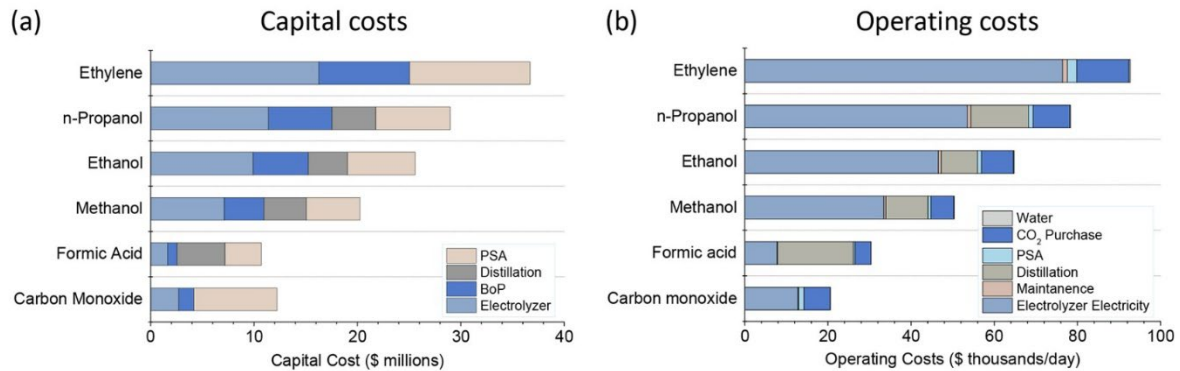 (a)
Capital costs
Ethylene
n-Propanol
Ethanol
Methanol
Formic Acid
Carbon Monoxide
PSA
Distillation
BoP
Electrolyzer
0 10 20 30 40
Capital Cost ($ millions)
(b)
Operating costs
Ethylene
n-Propanol
Ethanol
Methanol
Formic acid
Carbon monoxide
Water
CO₂ Purchase
PSA
Distillation
Maintanence
Electrolyzer Electricity
0 20 40 60 80 100
Operating Costs ($ thousands/day)